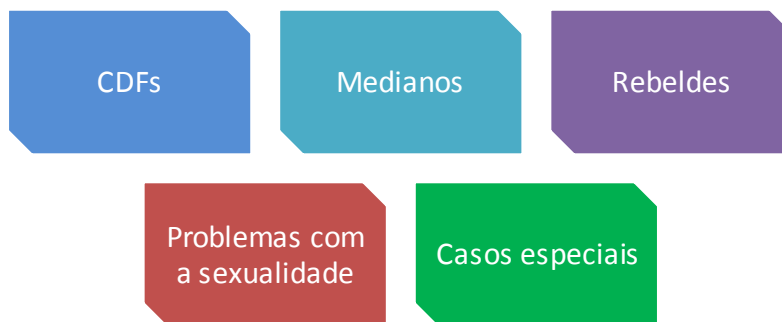 CDFs
Medianos
Rebeldes
Problemas com
a sexualidade
Casos especiais